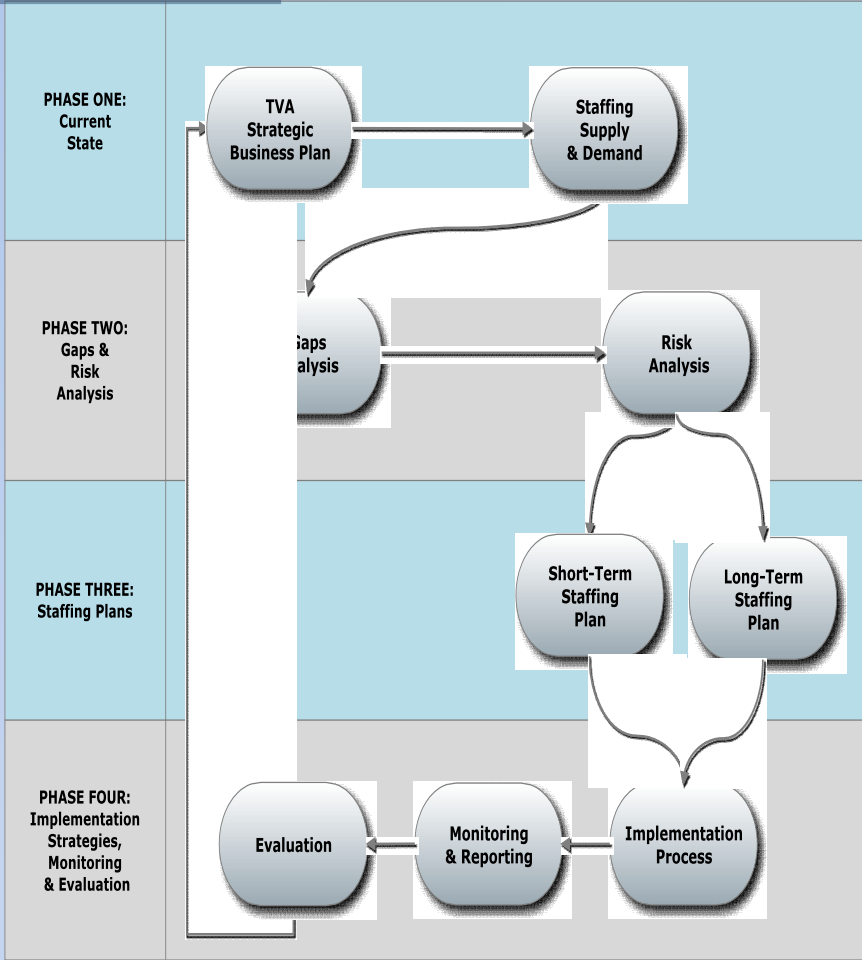 PHASE ONE:
Current
State
TVA
Strategic
Business Plan
Staffing
Supply
& Demand
PHASE TWO:
Gaps &
Risk
Analysis
Gaps
alysis
Risk
Analysis
PHASE THREE:
Staffing Plans
Short-Term
Staffing
Plan
Long-Term
Staffing
Plan
PHASE FOUR:
Implementation
Strategies,
Monitoring
& Evaluation
Evaluation
Monitoring
& Reporting
Implementation
Process